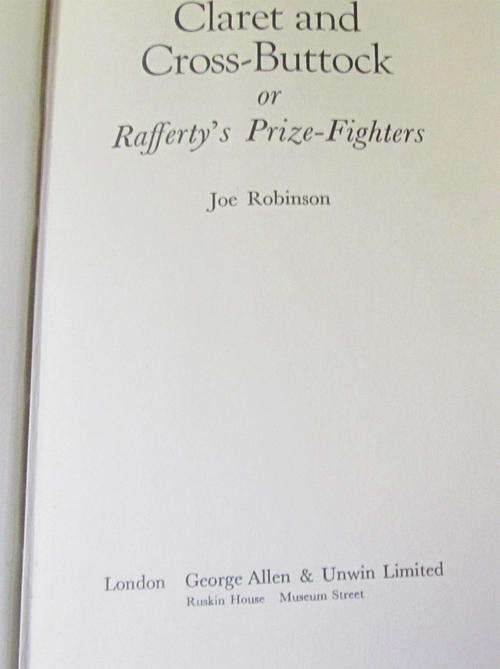 Claret and
Cross-Buttock
or
Rafferty's Prize-Fighters
Joe Robinson
London George Allen & Unwin Limited
Ruskin House Museum Street